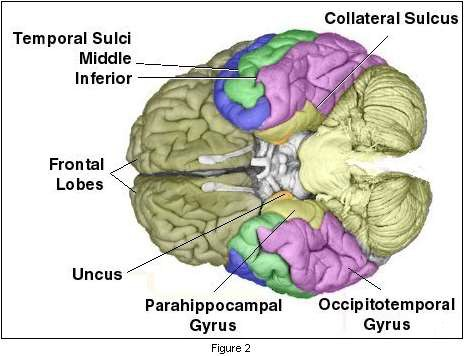 Collateral Sulcus
Temporal Sulci
Middle
Inferior
Frontal
Lobes
Uncus
Parahippocampal
Gyrus
Occipitotemporal
Gyrus
Figure 2